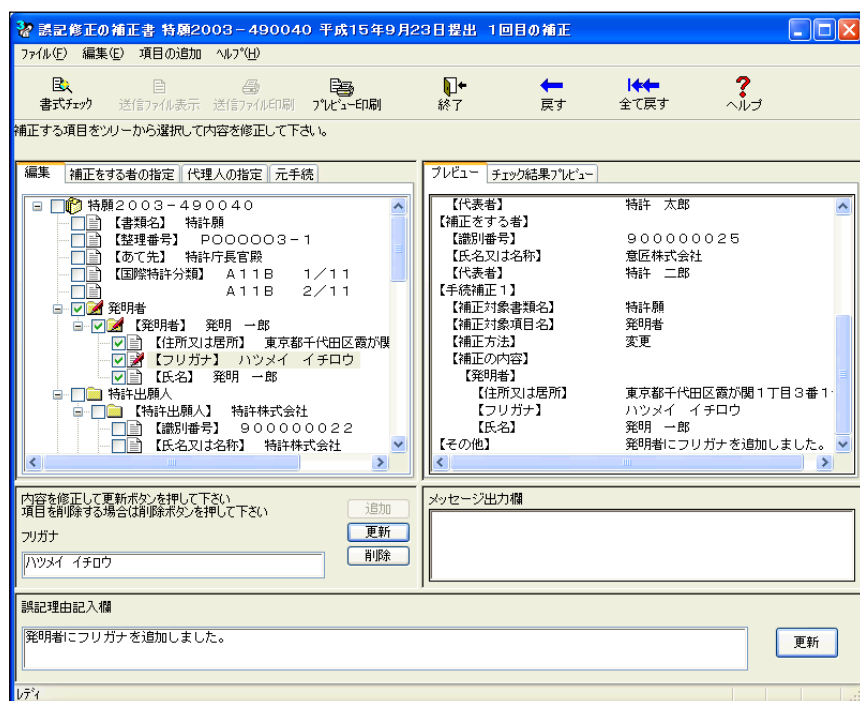 誤記修正の補正書 特願2003－490040 平成15年9月23日提出 1回目の補正
ファイル(F) 編集(E) 項目の追加 ヘルプ(H)
書式チェック 送信ファイル表示 送信ファイル印刷 プレビュー印刷 終了 戻す 全て戻す ヘルプ
補正する項目をツリーから選択して内容を修正して下さい。
編集 補正をする者の指定 代理人の指定 元手続
特願２００３－４９００４０
【書類名】 特許願
【整理番号】 Ｐ０００００３－１
【あて先】 特許庁長官殿
【国際特許分類】 Ａ１１Ｂ １／１１
Ａ１１Ｂ ２／１１
発明者
【発明者】 発明 一郎
【住所又は居所】 東京都千代田区霞が関
【フリガナ】 ハツメイ イチロウ
【氏名】 発明 一郎
特許出願人
【特許出願人】 特許株式会社
【識別番号】 ９０００００００２２
【氏名又は名称】 特許株式会社
プレビュー チェック結果プレビュー
【代表者】 特許 太郎
【補正をする者】
【識別番号】 ９０００００００２５
【氏名又は名称】 意匠株式会社
【代表者】 特許 二郎
【手続補正１】
【補正対象書類名】 特許願
【補正対象項目名】 発明者
【補正方法】 変更
【補正の内容】
【発明者】
【住所又は居所】 東京都千代田区霞が関１丁目３番１
【フリガナ】 ハツメイ イチロウ
【氏名】 発明 一郎
【その他】 発明者にフリガナを追加しました。
内容を修正して更新ボタンを押して下さい
項目を削除する場合は削除ボタンを押して下さい
追加
フリガナ
更新
ハツメイ イチロウ
削除
メッセージ出力欄
誤記理由記入欄
発明者にフリガナを追加しました。
更新
レディ